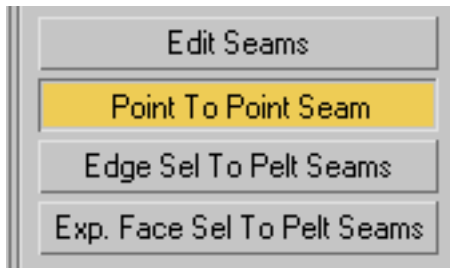 Edit Seams
Point To Point Seam
Edge Sel To Pelt Seams
Exp. Face Sel To Pelt Seams